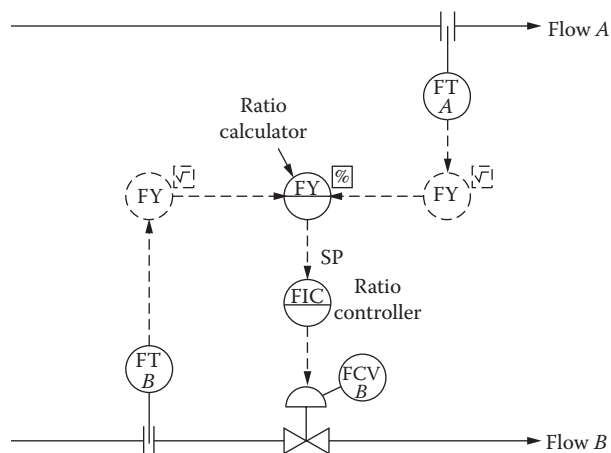 Flow A
FT
A
Ratio
calculator
FY
√
FY
%
FY
√
SP
FIC
Ratio
controller
FT
B
FCV
B
Flow B